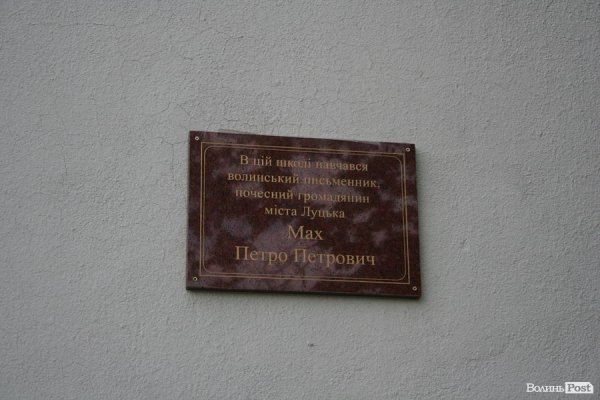 В цій школі навчався
волинський письменник,
почесний громадянин
міста Луцька
Мах
Петро Петрович
ВолиньPost